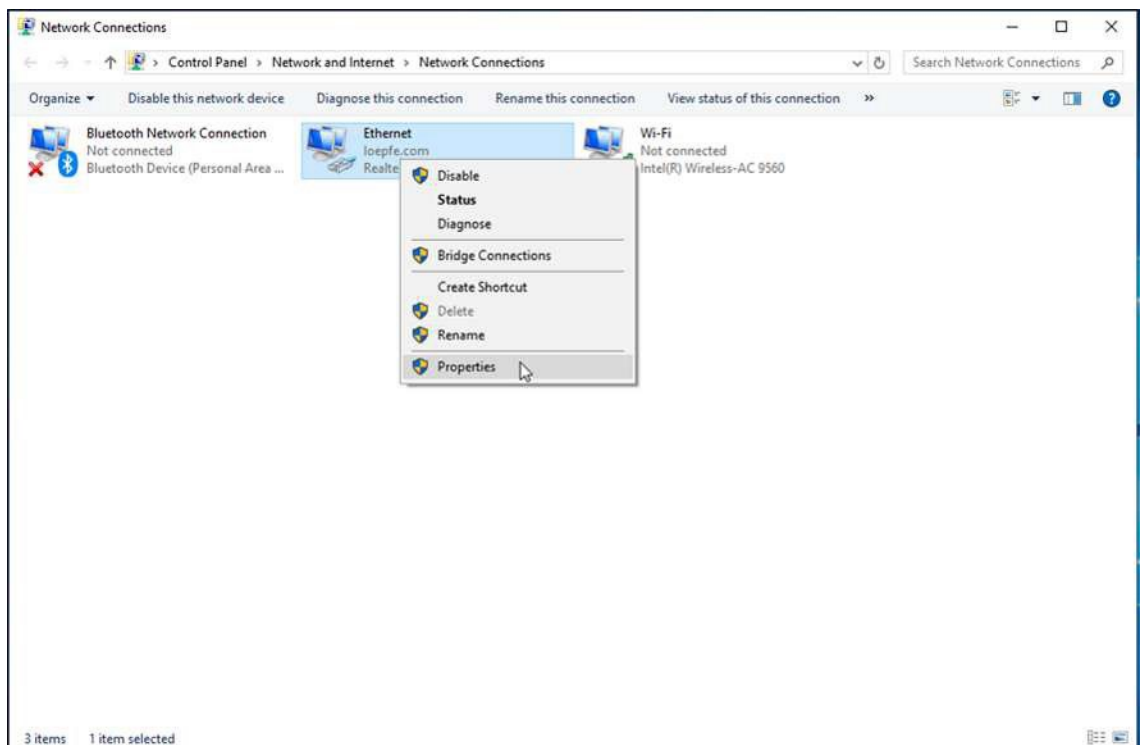 Network Connections
Control Panel > Network and Internet > Network Connections
Search Network Connections
Organize Disable this network device Diagnose this connection Rename this connection View status of this connection »
Bluetooth Network Connection
Not connected
Bluetooth Device (Personal Area ...
Ethernet
loepfe.com
Realte
Wi-Fi
Not connected
Intel(R) Wireless-AC 9560
Disable
Status
Diagnose
Bridge Connections
Create Shortcut
Delete
Rename
Properties
3 items 1 item selected